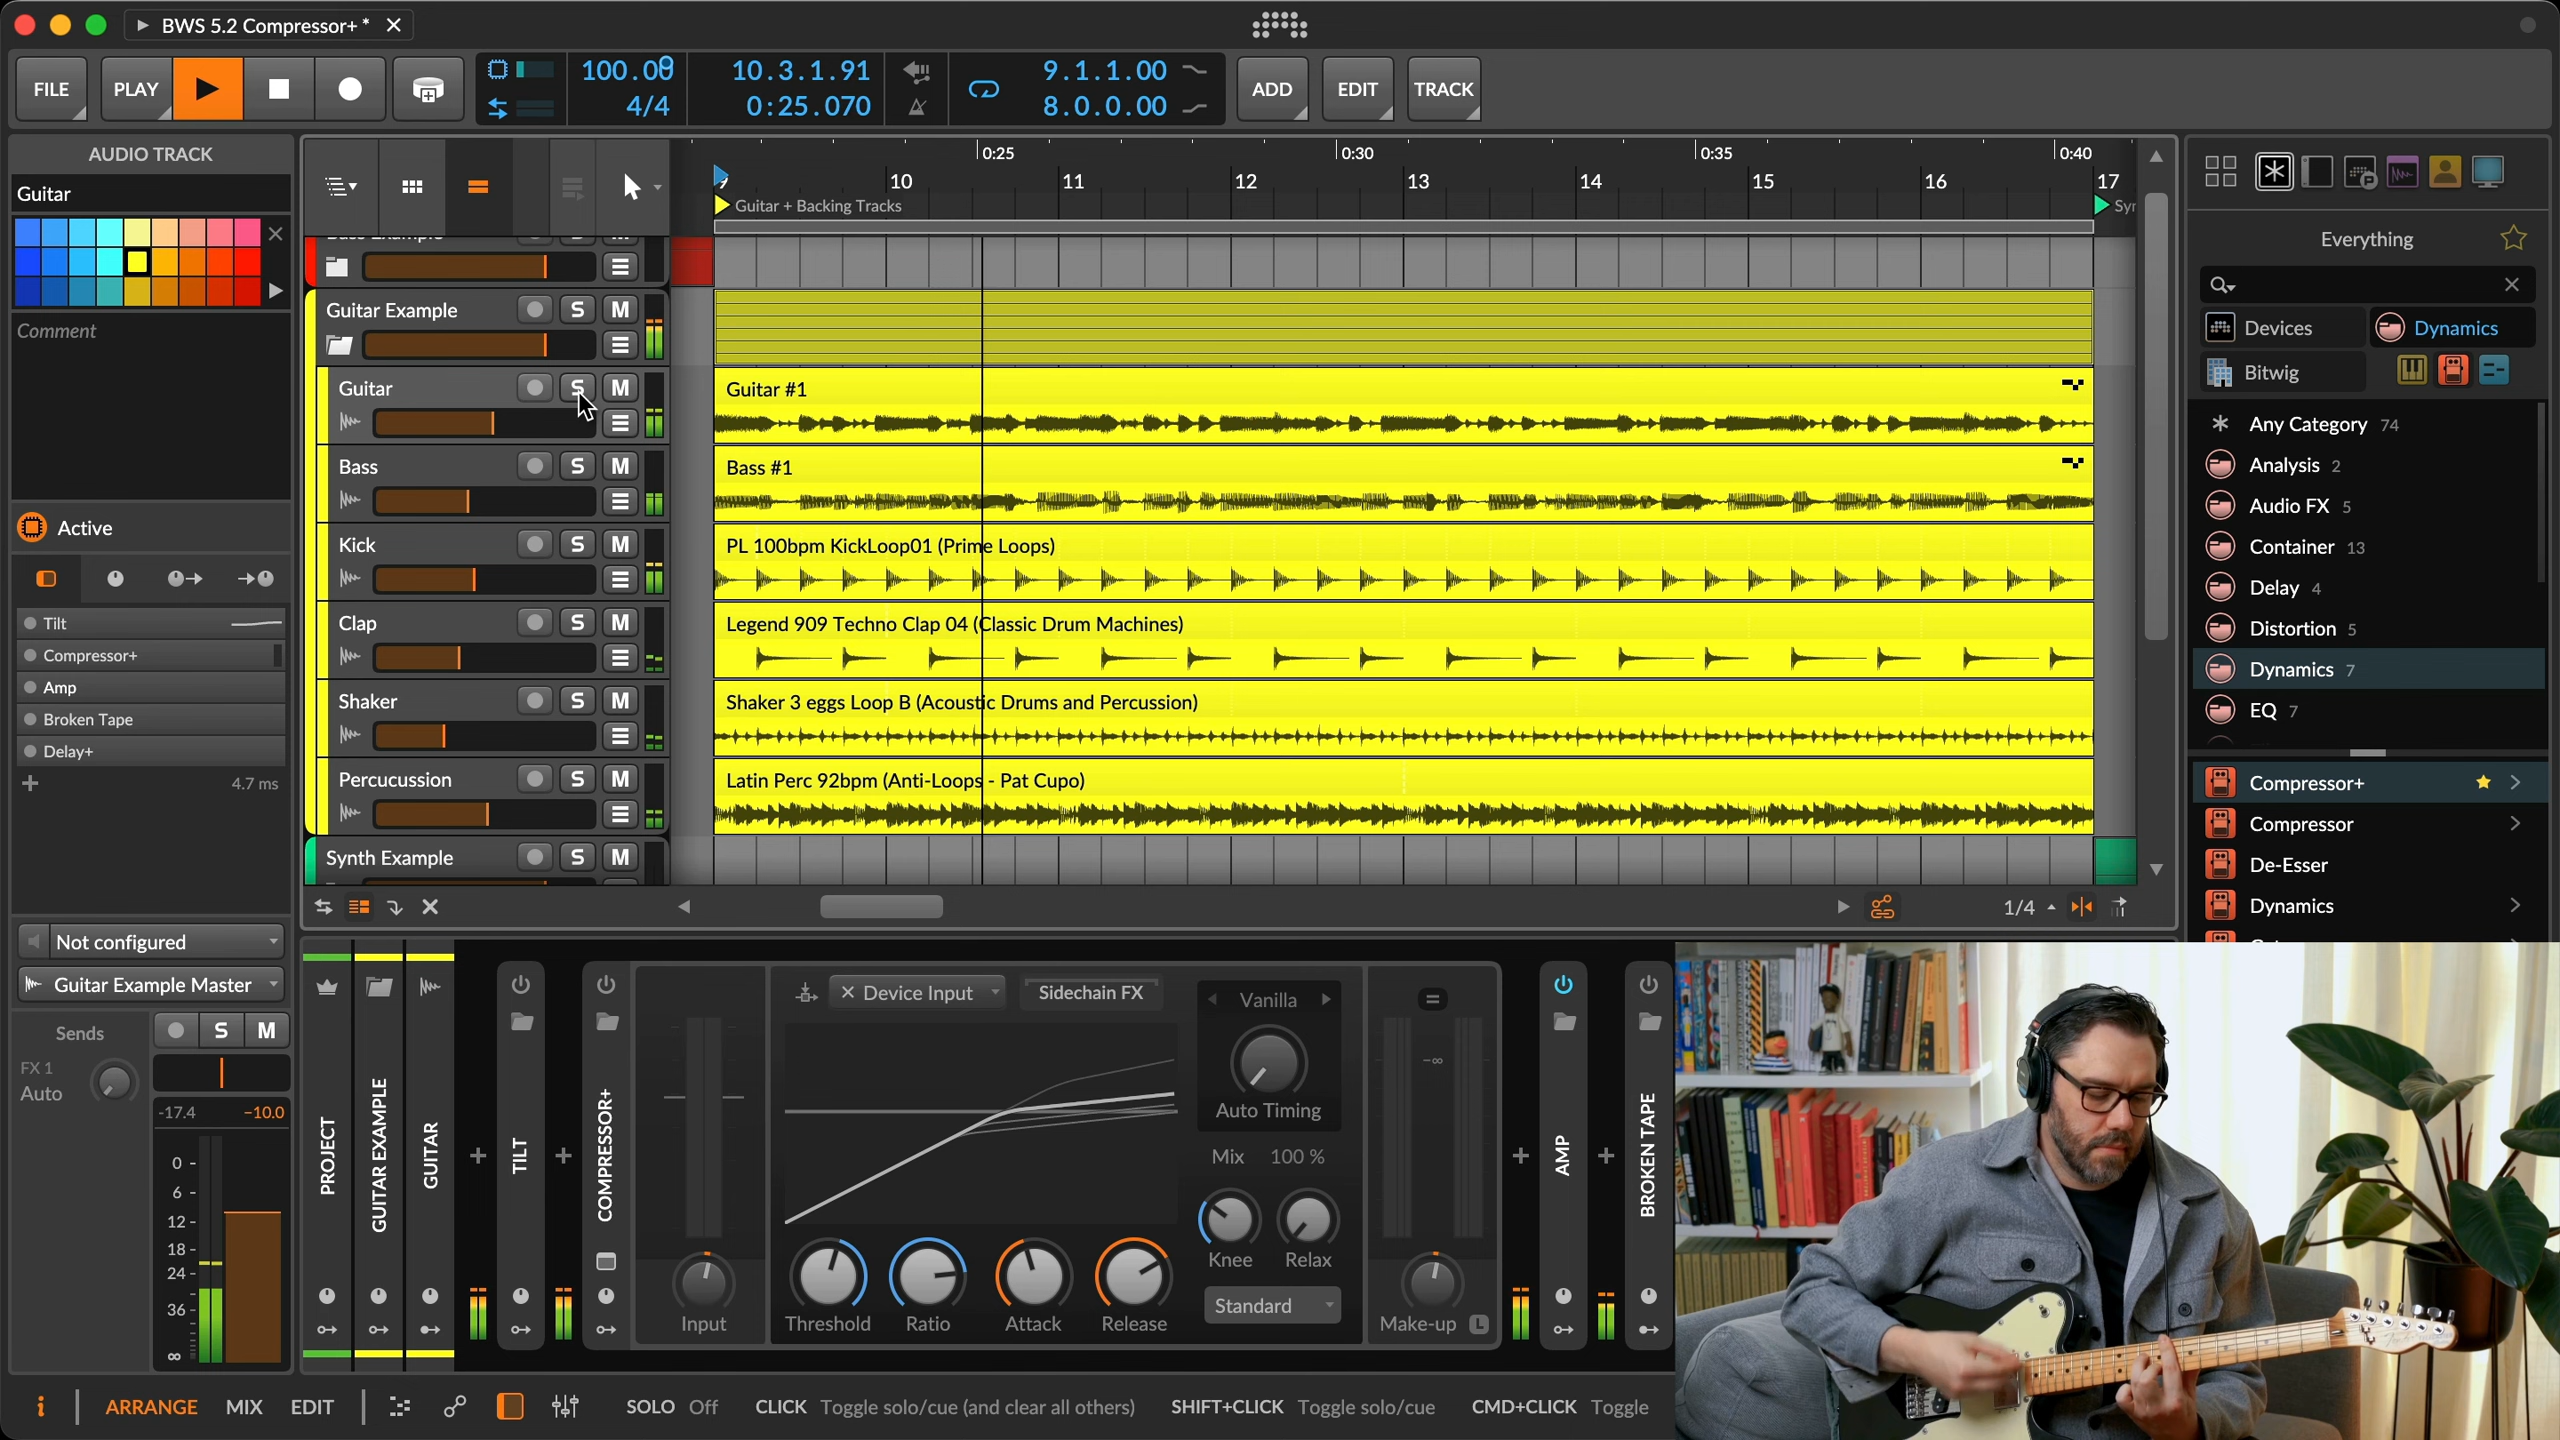 BWS 5.2 Compressor+ *
FILE
PLAY
100.00
4/4
10.3.1.91
0:25.070
9.1.1.00
8.0.0.00
ADD
EDIT
TRACK
AUDIO TRACK
Guitar
Comment
Active
Tilt
Compressor+
Amp
Broken Tape
Delay+
4.7 ms
Not configured
Guitar Example Master
Sends
S M
FX 1
Auto
-17.4 -10.0
0 -
6 -
12 -
18 -
24 -
36 -
∞
0:25 0:30 0:35 0:40
9 10 11 12 13 14 15 16 17
Guitar + Backing Tracks
Guitar Example S M
Guitar S M
Guitar #1
Bass S M
Bass #1
Kick S M
PL 100bpm KickLoop01 (Prime Loops)
Clap S M
Legend 909 Techno Clap 04 (Classic Drum Machines)
Shaker S M
Shaker 3 eggs Loop B (Acoustic Drums and Percussion)
Percucussion S M
Latin Perc 92bpm (Anti-Loops - Pat Cupo)
Synth Example S M
1/4
Everything
Devices
Dynamics
Bitwig
Any Category 74
Analysis 2
Audio FX 5
Container 13
Delay 4
Distortion 5
Dynamics 7
EQ 7
Compressor+
Compressor
De-Esser
Dynamics
PROJECT
GUITAR EXAMPLE
GUITAR
TILT
COMPRESSOR+
Device Input
Sidechain FX
Vanilla
Auto Timing
Mix 100 %
Knee
Relax
Standard
Input
Threshold
Ratio
Attack
Release
-∞
Make-up L
AMP
BROKEN TAPE
i
ARRANGE
MIX
EDIT
SOLO Off
CLICK Toggle solo/cue (and clear all others)
SHIFT+CLICK Toggle solo/cue
CMD+CLICK Toggle